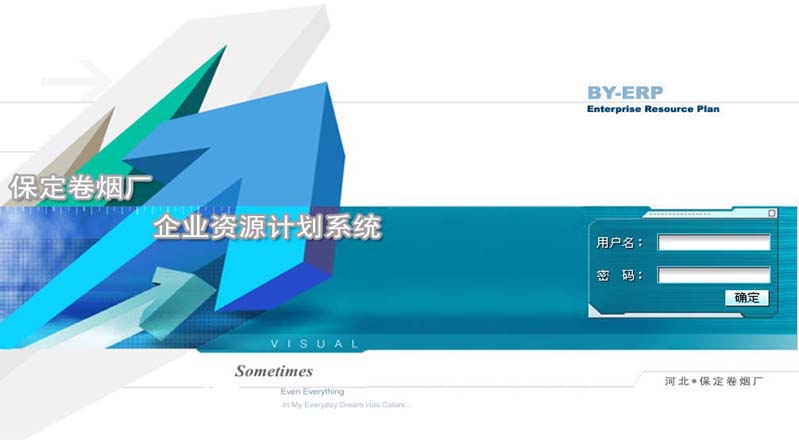 BY-ERP
Enterprise Resource Plan
保定卷烟厂
企业资源计划系统
用户名：
密 码：
确定
VISUAL
Sometimes
Even Everything
In My Everyday Dream Has Colors...
河北●保定卷烟厂